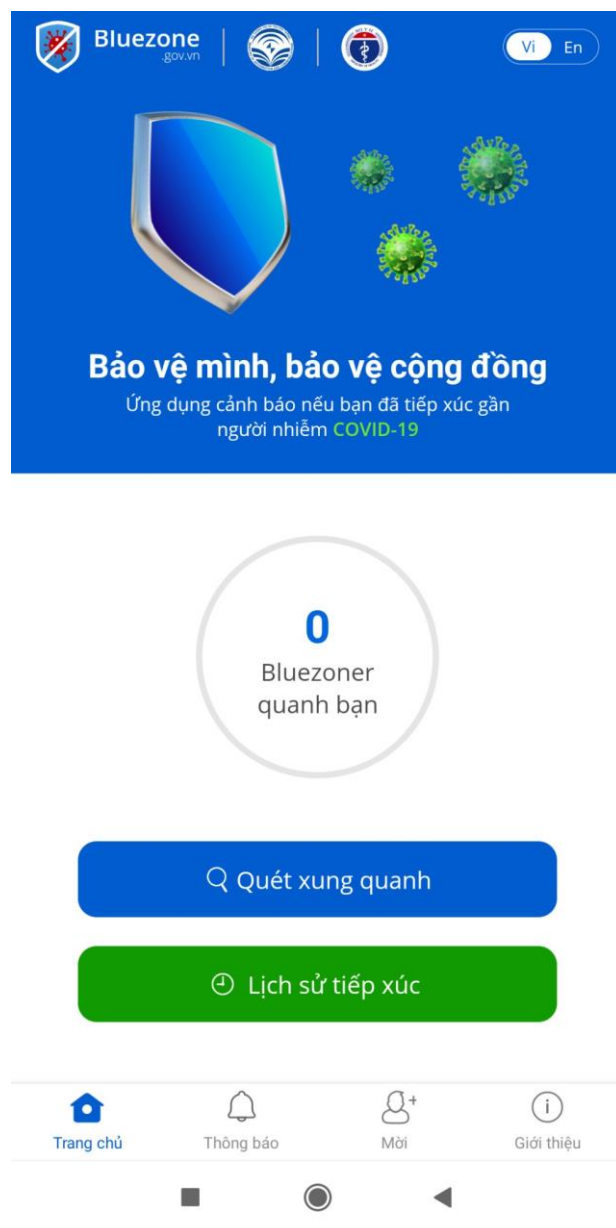 Bluezone
.gov.vn
Vi En
Bảo vệ mình, bảo vệ cộng đồng
Ứng dụng cảnh báo nếu bạn đã tiếp xúc gần
người nhiễm COVID-19
0
Bluezoner
quanh bạn
Quét xung quanh
Lịch sử tiếp xúc
Trang chủ Thông báo Mời Giới thiệu